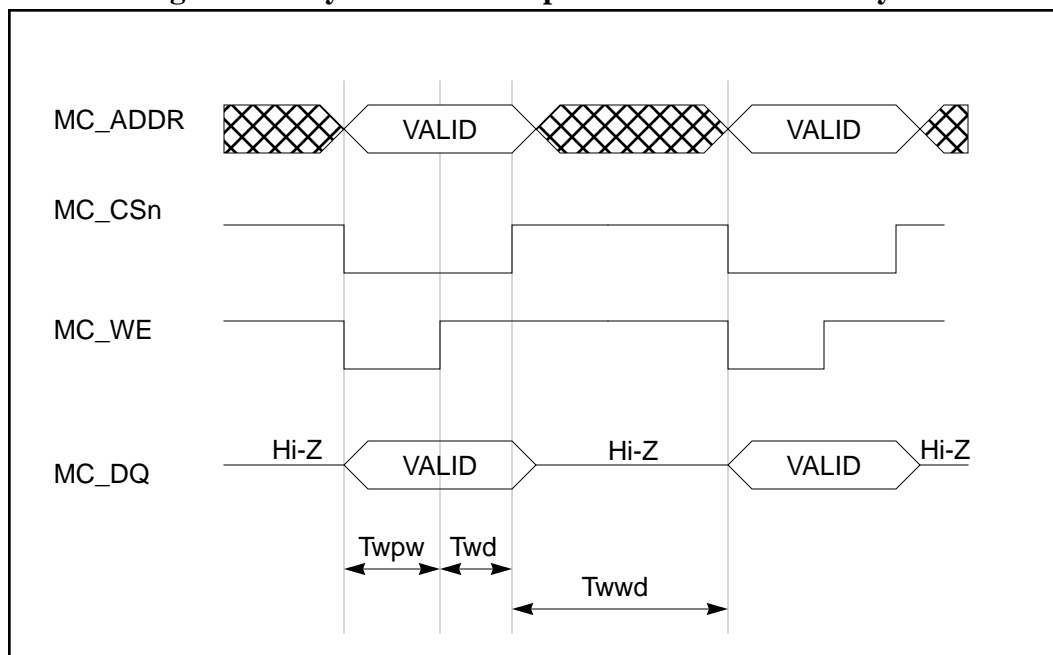 MC_ADDR
VALID
VALID
MC_CSn
MC_WE
MC_DQ
Hi-Z
VALID
Hi-Z
VALID
Hi-Z
Twpw
Twd
Twwd